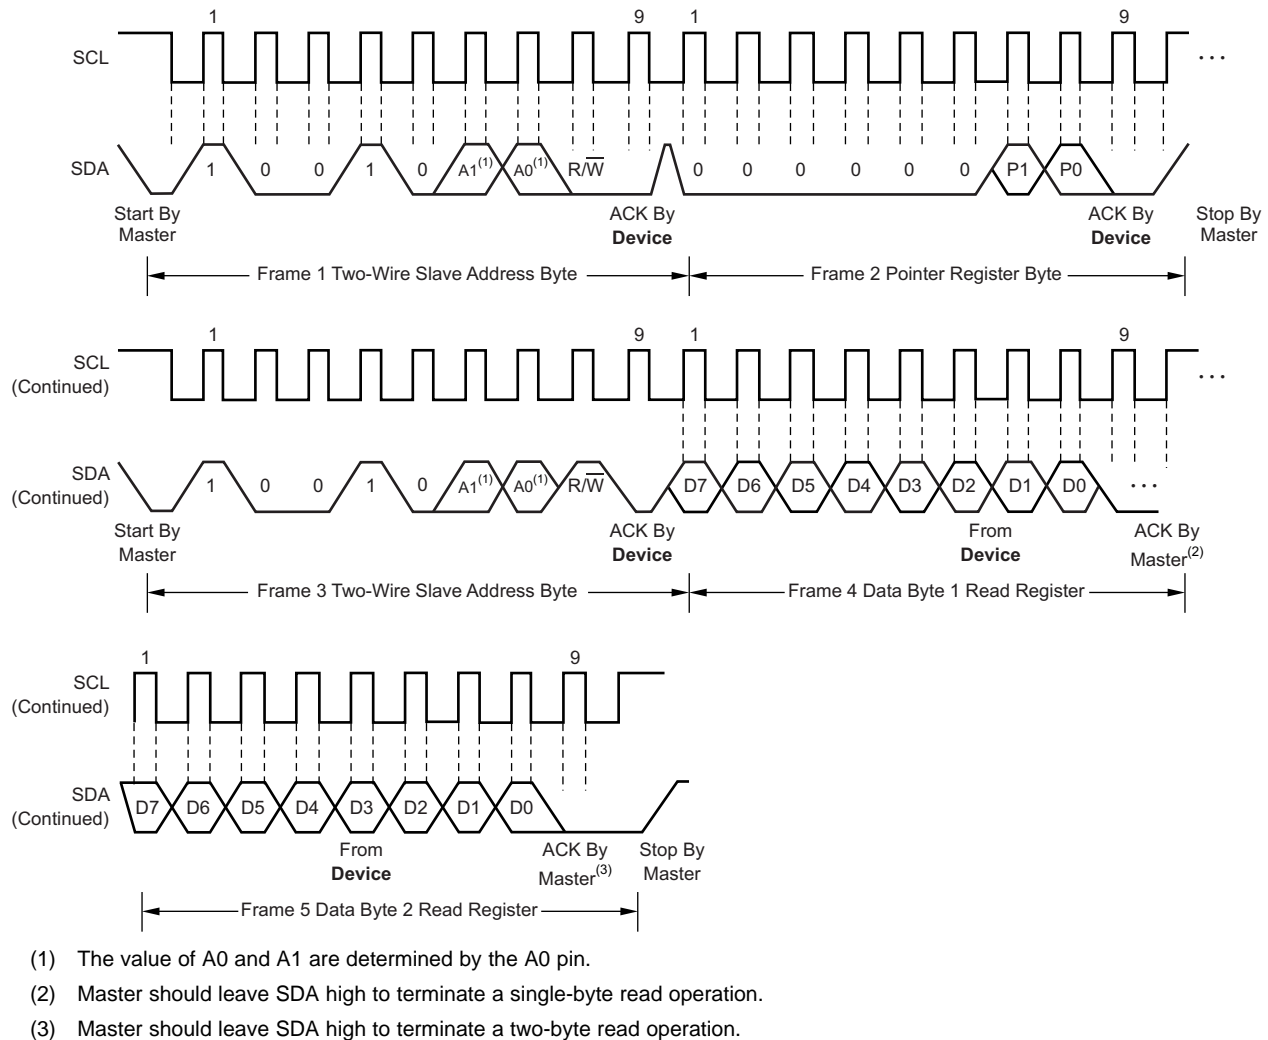 1 9 1 9
SCL ···
SDA 1 0 0 1 0 A1(1) A0(1) R/W̅ 0 0 0 0 0 0 P1 P0
Start By Master
ACK By Device
ACK By Device
Stop By Master
Frame 1 Two-Wire Slave Address Byte
Frame 2 Pointer Register Byte
1 9 1 9
SCL (Continued) ···
SDA (Continued) 1 0 0 1 0 A1(1) A0(1) R/W̅ D7 D6 D5 D4 D3 D2 D1 D0 ···
Start By Master
ACK By Device
From Device
ACK By Master(2)
Frame 3 Two-Wire Slave Address Byte
Frame 4 Data Byte 1 Read Register
1 9
SCL (Continued)
SDA (Continued) D7 D6 D5 D4 D3 D2 D1 D0
From Device
ACK By Master(3)
Stop By Master
Frame 5 Data Byte 2 Read Register
(1) The value of A0 and A1 are determined by the A0 pin.
(2) Master should leave SDA high to terminate a single-byte read operation.
(3) Master should leave SDA high to terminate a two-byte read operation.